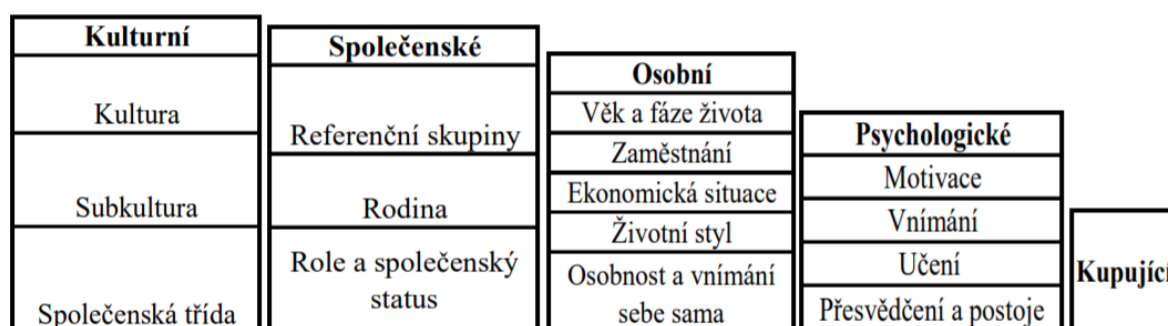 Kulturní
Kultura
Subkultura
Společenská třída
Společenské
Referenční skupiny
Rodina
Role a společenský
status
Osobní
Věk a fáze života
Zaměstnání
Ekonomická situace
Životní styl
Osobnost a vnímání
sebe sama
Psychologické
Motivace
Vnímání
Učení
Přesvědčení a postoje
Kupující